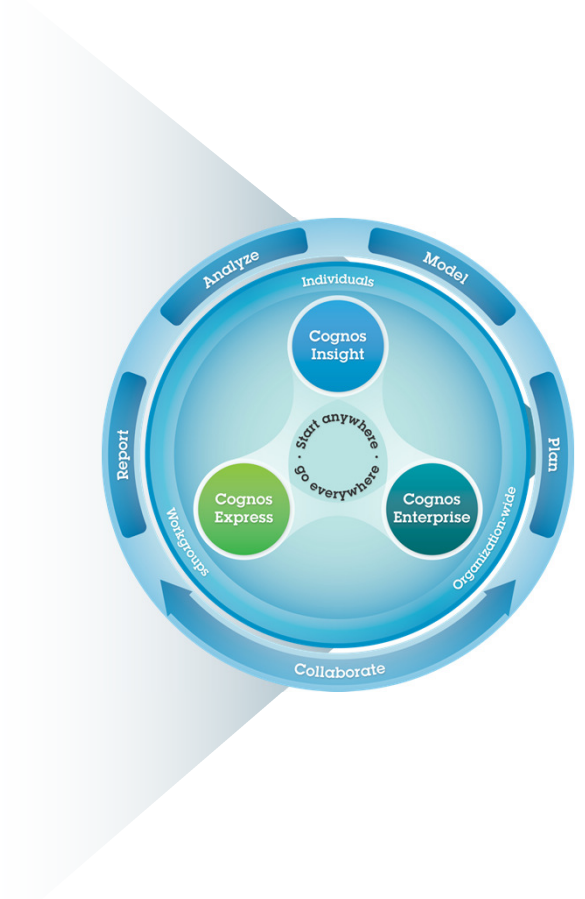 Analyze
Model
Individuals
Cognos
Insight
Start anywhere
· go everywhere ·
Report
Plan
Cognos
Express
Cognos
Enterprise
Workgroups
Organization-wide
Collaborate